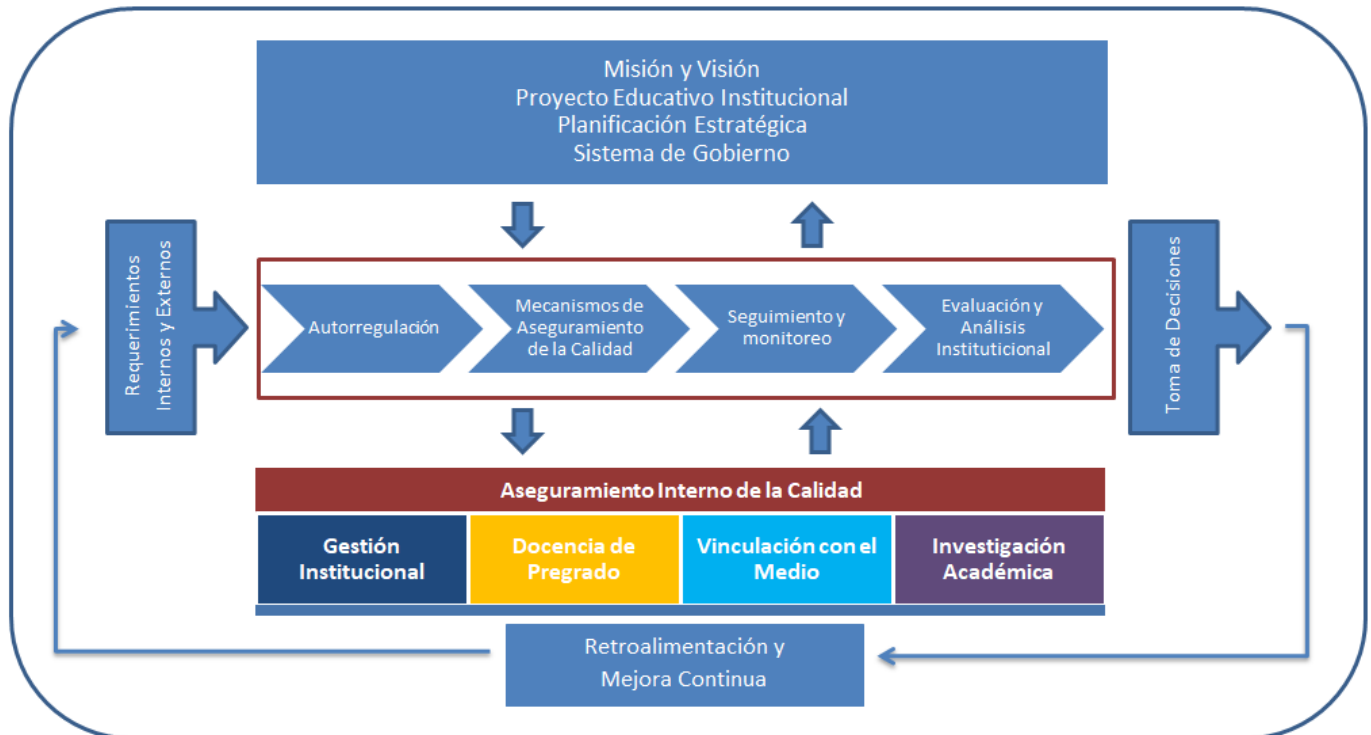 Misión y Visión
Proyecto Educativo Institucional
Planificación Estratégica
Sistema de Gobierno
Requerimientos
Internos y Externos
Autorregulación
Mecanismos de
Aseguramiento
de la Calidad
Seguimiento y
monitoreo
Evaluación y
Análisis
Instituticional
Toma de Decisiones
Aseguramiento Interno de la Calidad
Gestión
Institucional
Docencia de
Pregrado
Vinculación con el
Medio
Investigación
Académica
Retroalimentación y
Mejora Continua